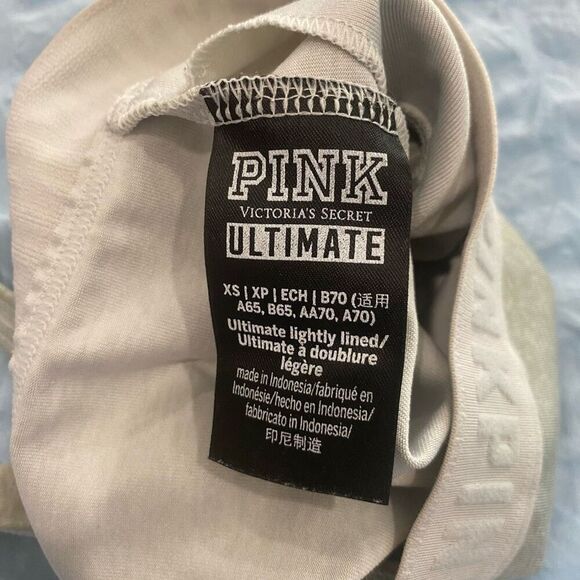 PINK
VICTORIA'S SECRET
ULTIMATE
XS | XP | ECH | B70 (适用
A65, B65, AA70, A70)
Ultimate lightly lined/
Ultimate à doublure
légère
made in Indonesia/fabriqué en
Indonésie/hecho en Indonesia/
fabbricato in Indonesia/
印尼制造